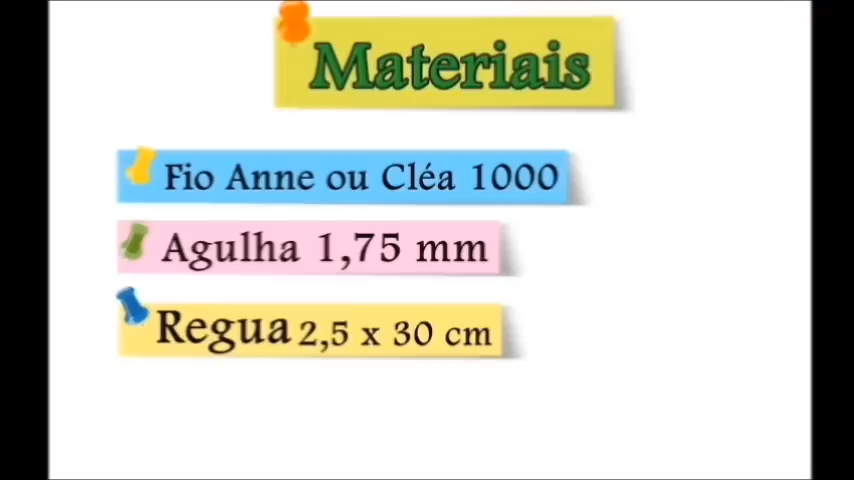 Materiais
Fio Anne ou Cléa 1000
Agulha 1,75 mm
Regua 2,5 x 30 cm